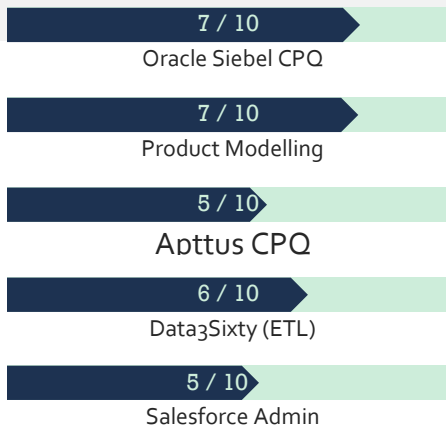 7 / 10
Oracle Siebel CPQ
7 / 10
Product Modelling
5 / 10
Apttus CPQ
6 / 10
Data3Sixty (ETL)
5 / 10
Salesforce Admin